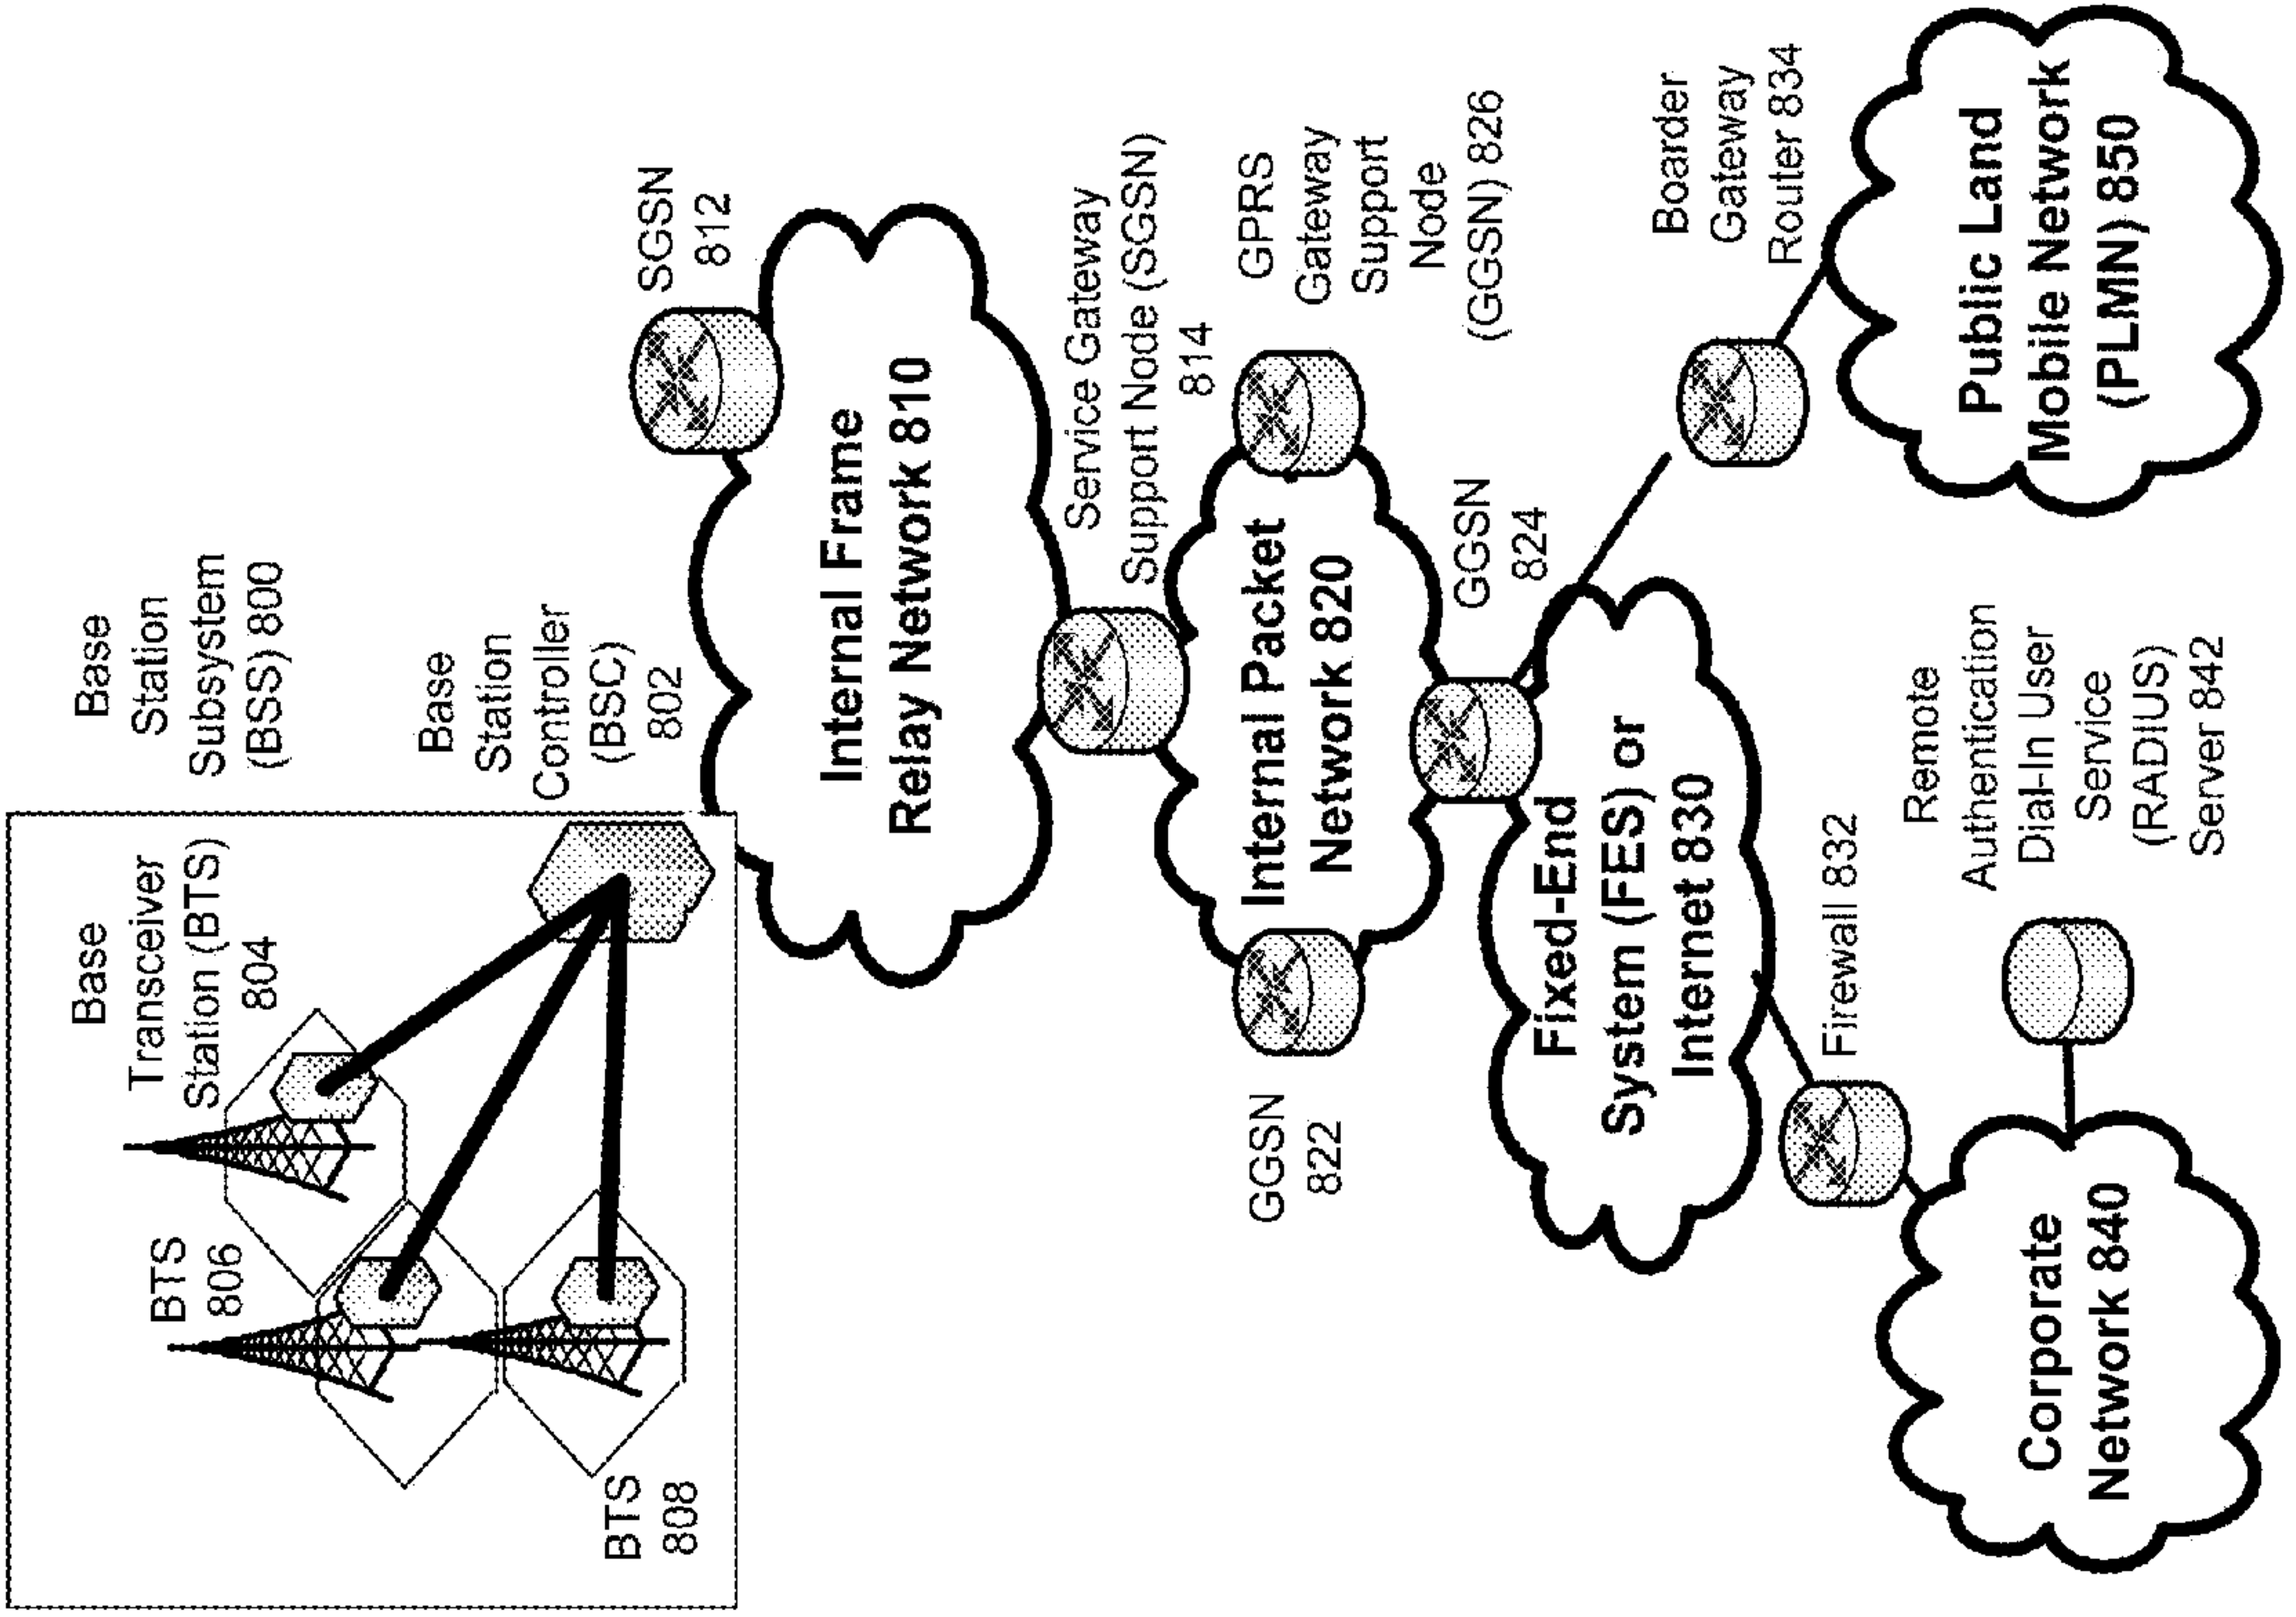 Base
Station
Subsystem
(BSS) 800
Base
Transceiver
Station (BTS)
804
BTS
806
BTS
808
Base
Station
Controller
(BSC)
802
SGSN
812
Internal Frame
Relay Network 810
Service Gateway
Support Node (SGSN)
814
GPRS
Gateway
Support
Node
(GGSN) 826
Internal Packet
Network 820
GGSN
822
GGSN
824
Fixed-End
System (FES) or
Internet 830
Boarder
Gateway
Router 834
Public Land
Mobile Network
(PLMN) 850
Firewall 832
Remote
Authentication
Dial-In User
Service
(RADIUS)
Server 842
Corporate
Network 840